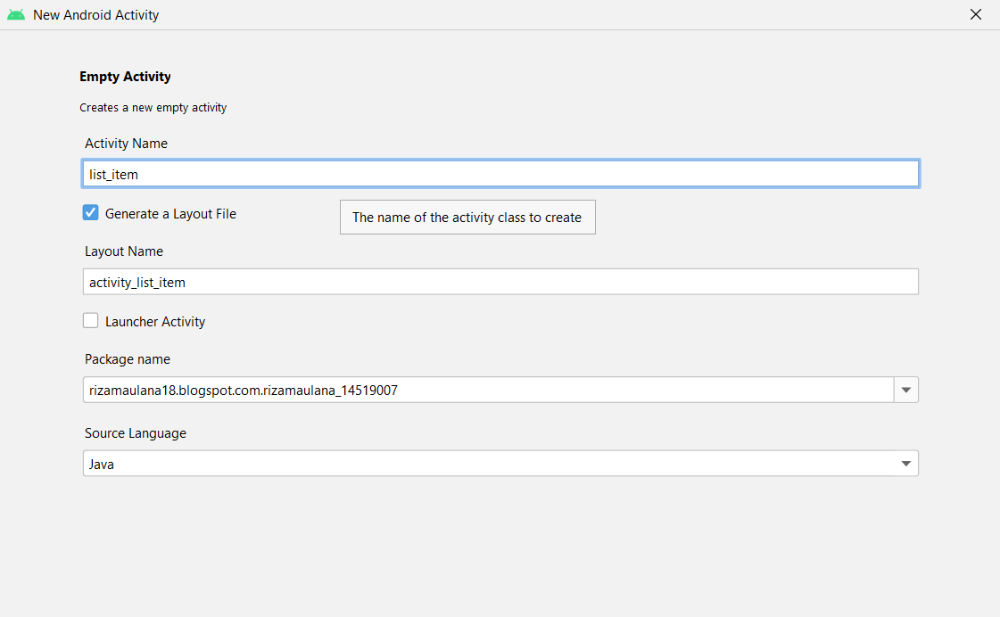 New Android Activity
Empty Activity
Creates a new empty activity
Activity Name
list_item
Generate a Layout File
The name of the activity class to create
Layout Name
activity_list_item
Launcher Activity
Package name
rizamaulana18.blogspot.com.rizamaulana_14519007
Source Language
Java